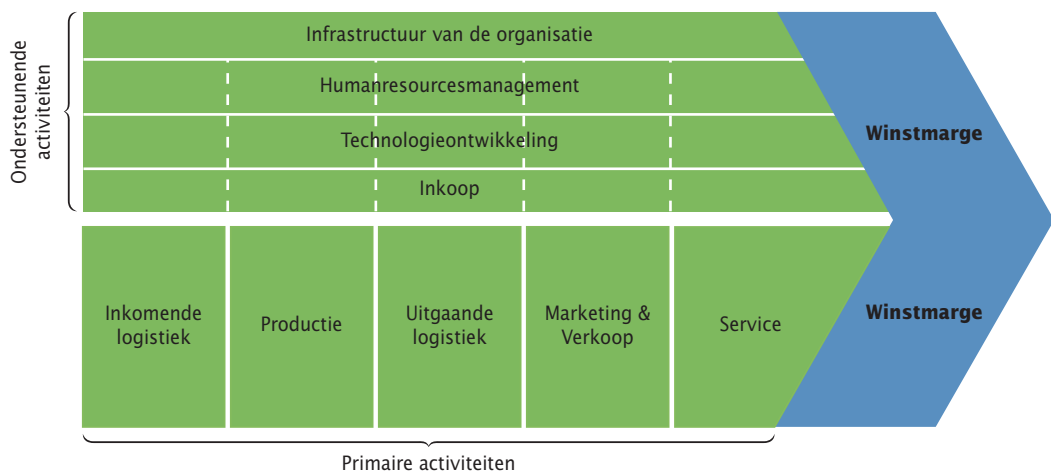 Ondersteunende
activiteiten
Infrastructuur van de organisatie
Humanresourcesmanagement
Technologieontwikkeling
Inkoop
Winstmarge
Inkomende
logistiek
Productie
Uitgaande
logistiek
Marketing &
Verkoop
Service
Winstmarge
Primaire activiteiten